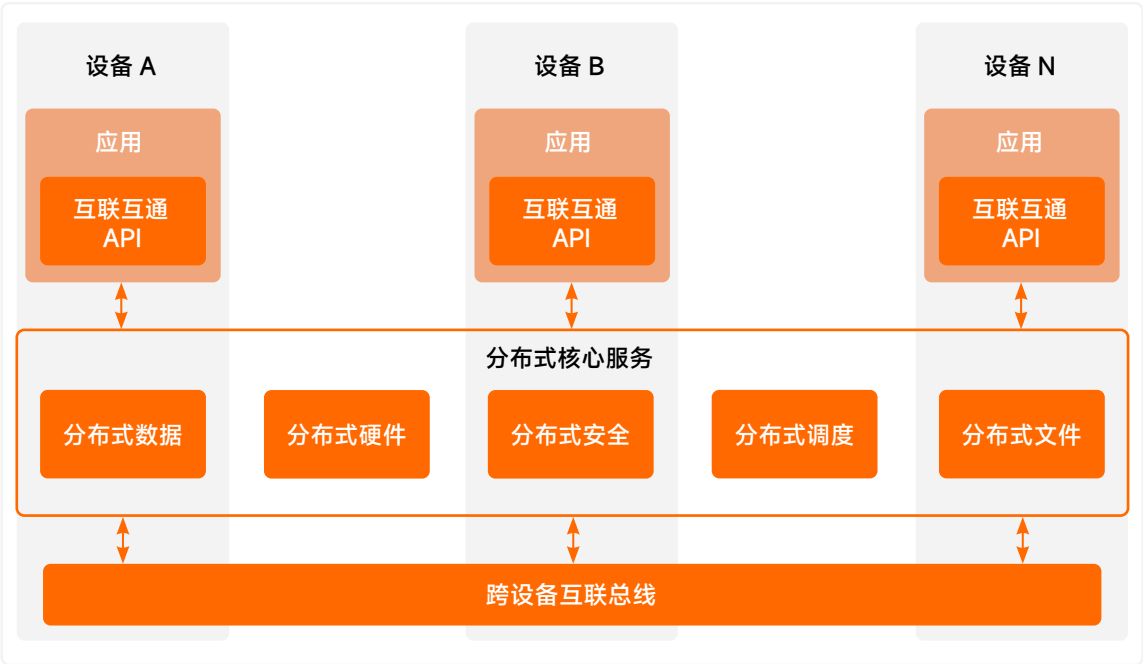 设备 A
设备 B
设备 N
应用
应用
应用
互联互通
API
互联互通
API
互联互通
API
分布式核心服务
分布式数据
分布式硬件
分布式安全
分布式调度
分布式文件
跨设备互联总线